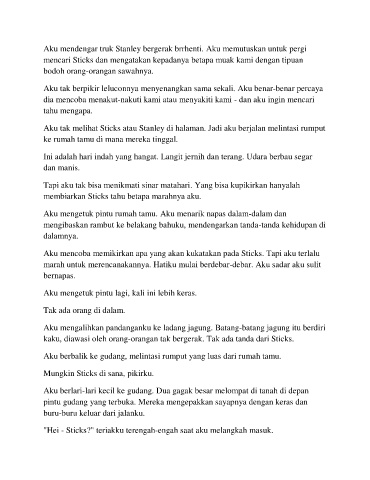 Aku mendengar truk Stanley bergerak brrhenti. Aku memutuskan untuk pergi
mencari Sticks dan mengatakan kepadanya betapa muak kami dengan tipuan
bodoh orang-orangan sawahnya.
Aku tak berpikir leluconnya menyenangkan sama sekali. Aku benar-benar percaya
dia mencoba menakut-nakuti kami atau menyakiti kami - dan aku ingin mencari
tahu mengapa.
Aku tak melihat Sticks atau Stanley di halaman. Jadi aku berjalan melintasi rumput
ke rumah tamu di mana mereka tinggal.
Ini adalah hari indah yang hangat. Langit jernih dan terang. Udara berbau segar
dan manis.
Tapi aku tak bisa menikmati sinar matahari. Yang bisa kupikirkan hanyalah
membiarkan Sticks tahu betapa marahnya aku.
Aku mengetuk pintu rumah tamu. Aku menarik napas dalam-dalam dan
mengibaskan rambut ke belakang bahuku, mendengarkan tanda-tanda kehidupan di
dalamnya.
Aku mencoba memikirkan apa yang akan kukatakan pada Sticks. Tapi aku terlalu
marah untuk merencanakannya. Hatiku mulai berdebar-debar. Aku sadar aku sulit
bernapas.
Aku mengetuk pintu lagi, kali ini lebih keras.
Tak ada orang di dalam.
Aku mengalihkan pandanganku ke ladang jagung. Batang-batang jagung itu berdiri
kaku, diawasi oleh orang-orangan tak bergerak. Tak ada tanda dari Sticks.
Aku berbalik ke gudang, melintasi rumput yang luas dari rumah tamu.
Mungkin Sticks di sana, pikirku.
Aku berlari-lari kecil ke gudang. Dua gagak besar melompat di tanah di depan
pintu gudang yang terbuka. Mereka mengepakkan sayapnya dengan keras dan
buru-buru keluar dari jalanku.
"Hei - Sticks?" teriakku terengah-engah saat aku melangkah masuk.